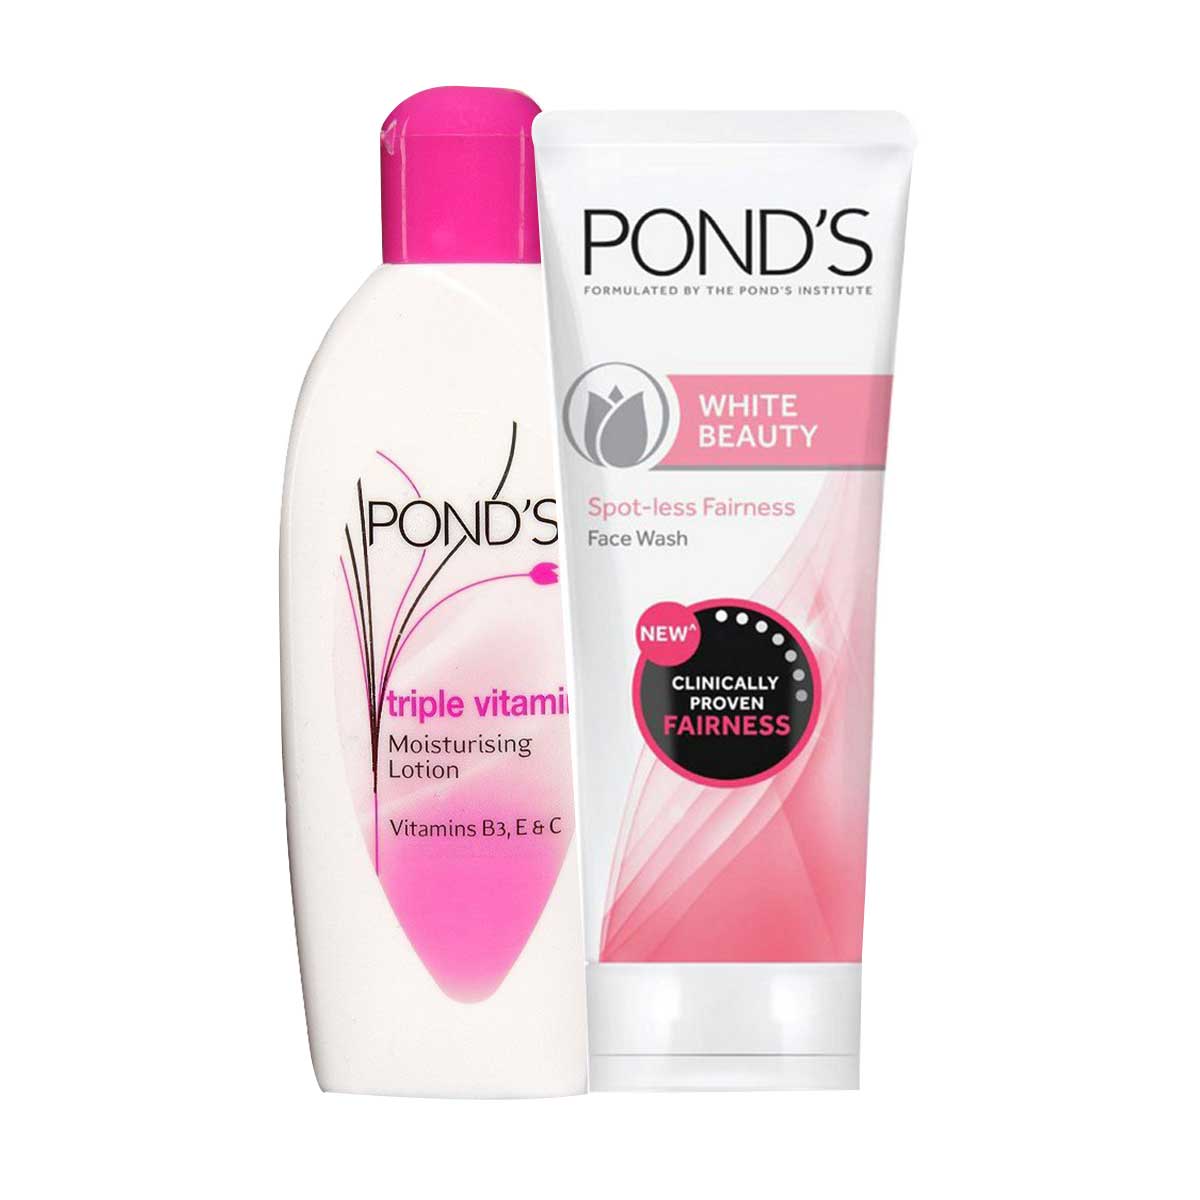 POND'S
triple vitami
Moisturising
Lotion
Vitamins B3, E & C
POND'S
FORMULATED BY THE POND'S INSTITUTE
WHITE
BEAUTY
Spot-less Fairness
Face Wash
NEW^
CLINICALLY
PROVEN
FAIRNESS